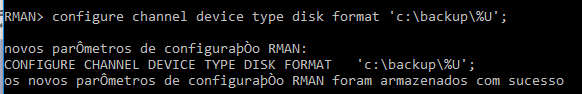 RMAN> configure channel device type disk format 'c:\backup\%U';
novos parÔmetros de configuraþÒo RMAN:
CONFIGURE CHANNEL DEVICE TYPE DISK FORMAT   'c:\backup\%U';
os novos parÔmetros de configuraþÒo RMAN foram armazenados com sucesso